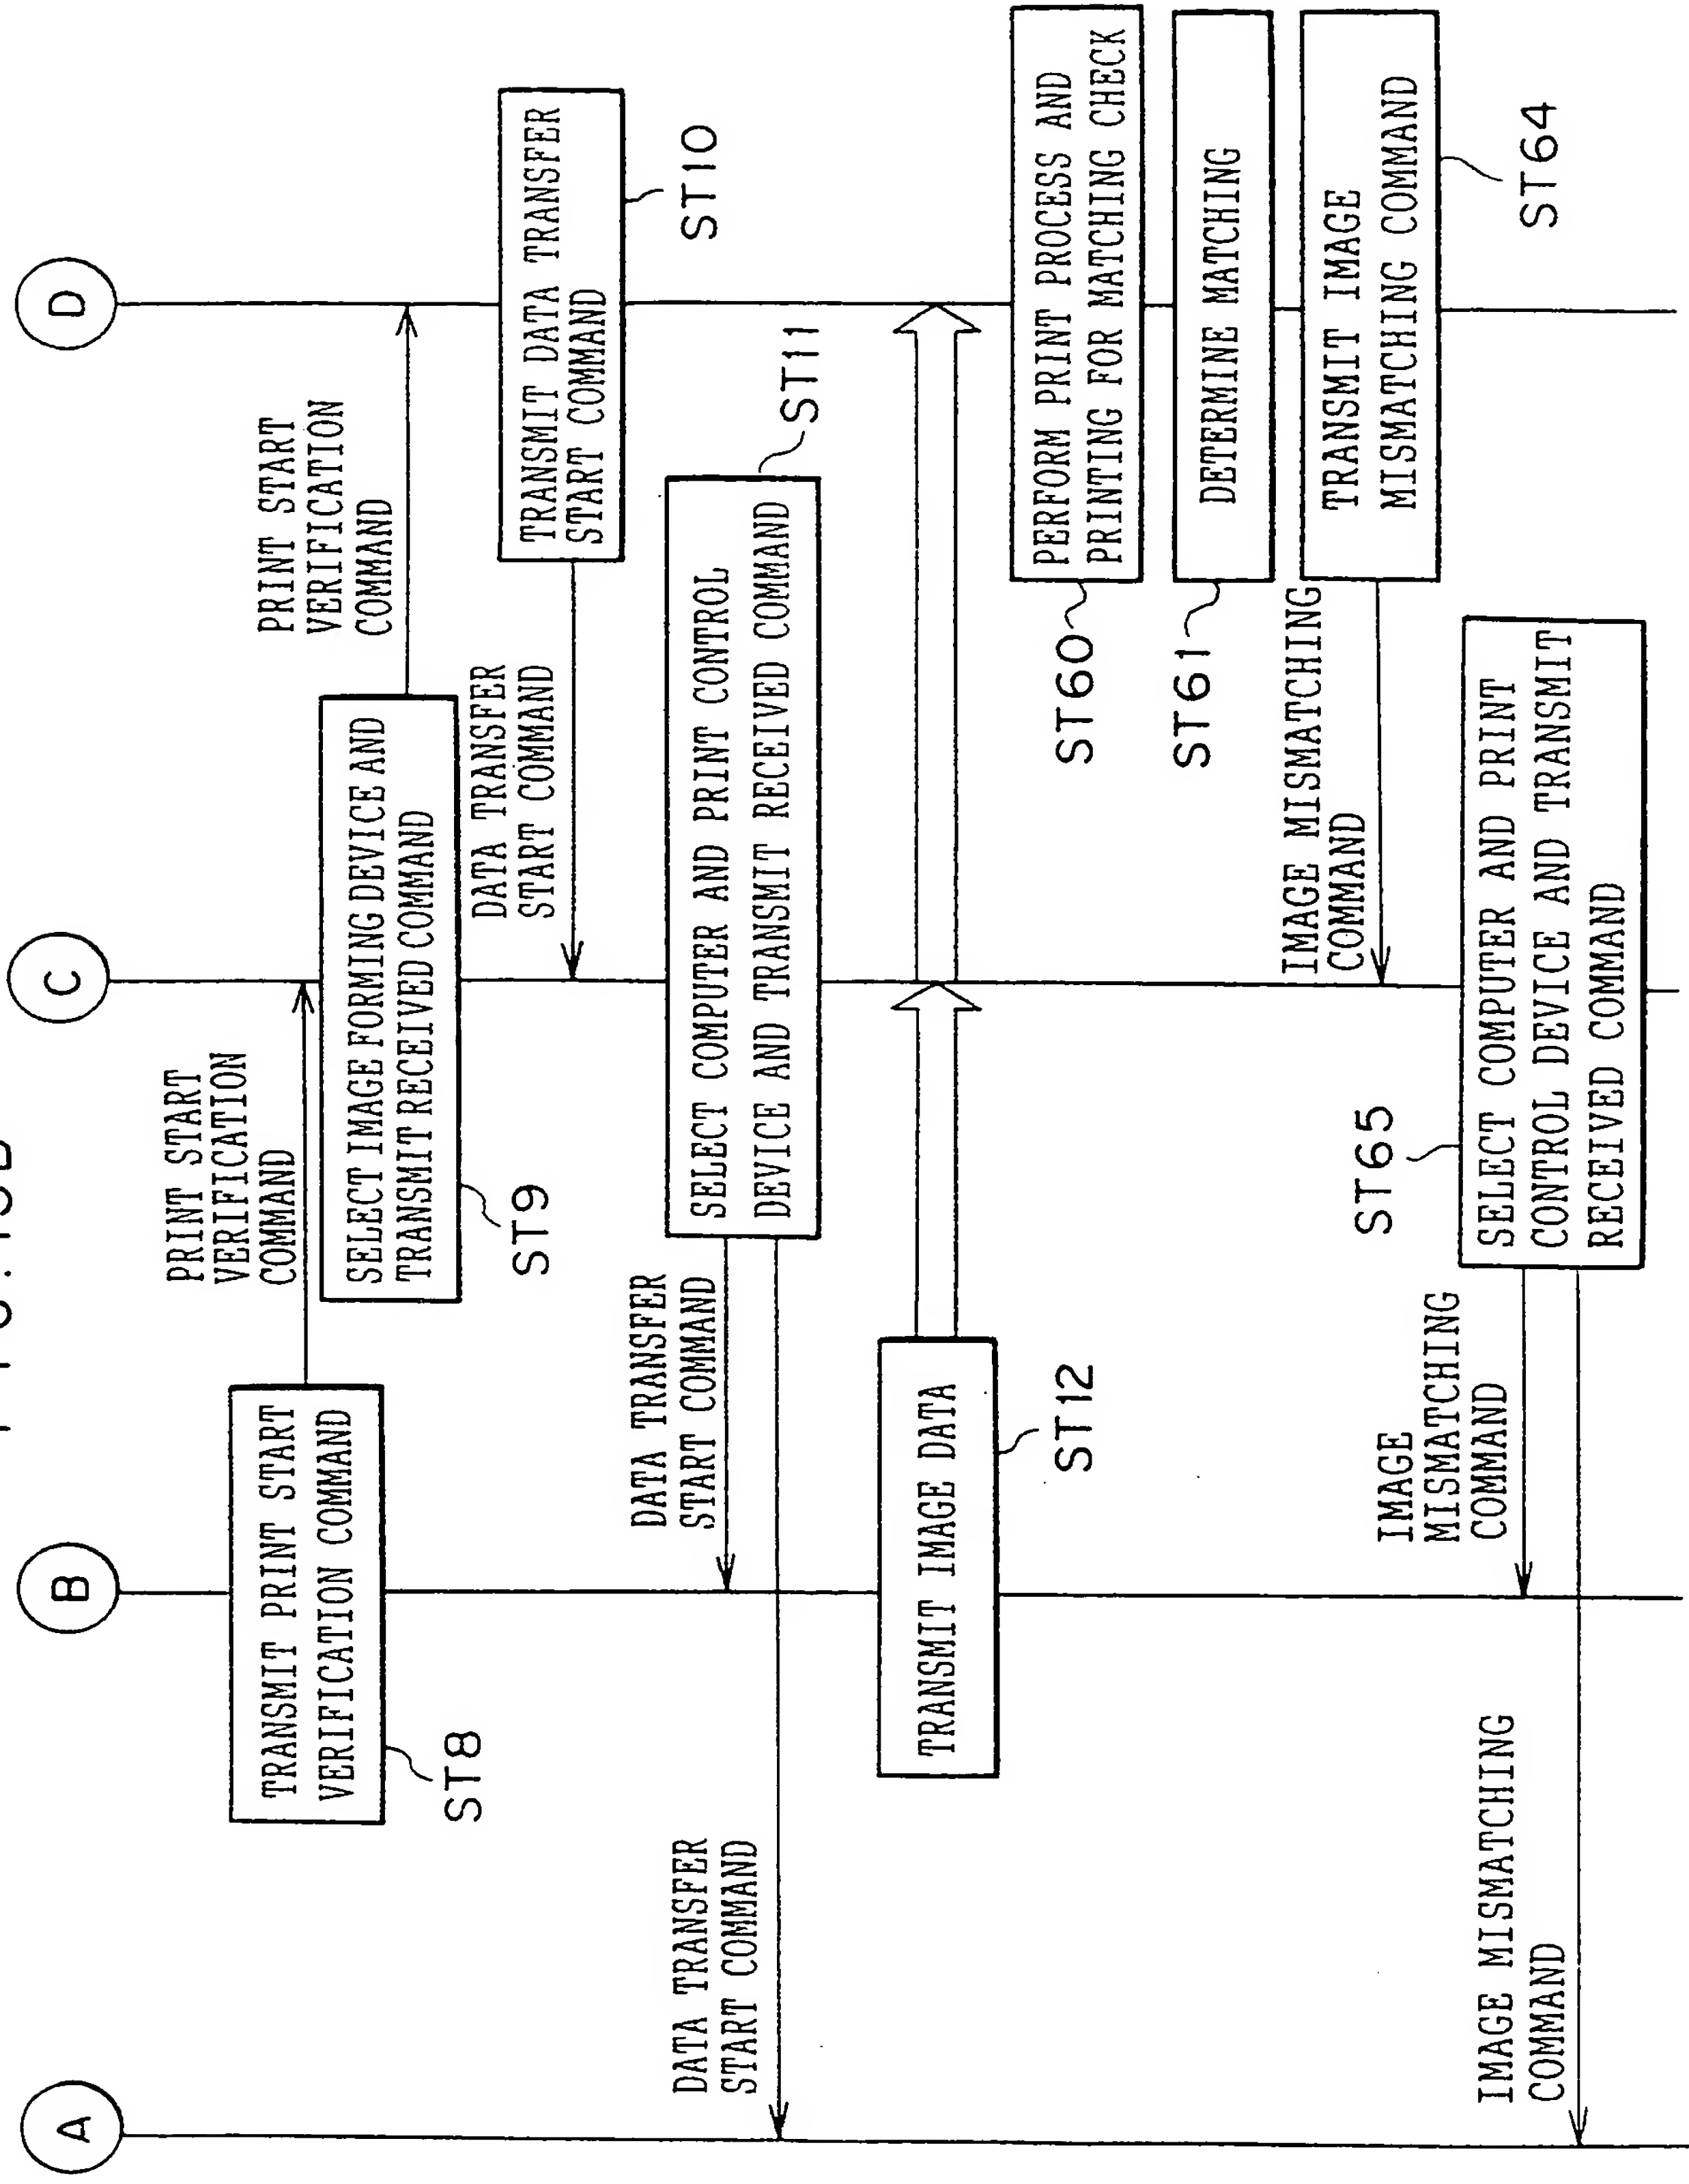 A
B
C
D
TRANSMIT PRINT START
VERIFICATION COMMAND
ST8
PRINT START
VERIFICATION
COMMAND
SELECT IMAGE FORMING DEVICE AND
TRANSMIT RECEIVED COMMAND
ST9
PRINT START
VERIFICATION
COMMAND
TRANSMIT DATA TRANSFER
START COMMAND
ST10
DATA TRANSFER
START COMMAND
SELECT COMPUTER AND PRINT CONTROL
DEVICE AND TRANSMIT RECEIVED COMMAND
ST11
DATA TRANSFER
START COMMAND
DATA TRANSFER
START COMMAND
TRANSMIT IMAGE DATA
ST12
PERFORM PRINT PROCESS AND
PRINTING FOR MATCHING CHECK
ST60
DETERMINE MATCHING
ST61
TRANSMIT IMAGE
MISMATCHING COMMAND
ST64
IMAGE MISMATCHING
COMMAND
SELECT COMPUTER AND PRINT
CONTROL DEVICE AND TRANSMIT
RECEIVED COMMAND
ST65
IMAGE
MISMATCHING
COMMAND
IMAGE MISMATCHING
COMMAND